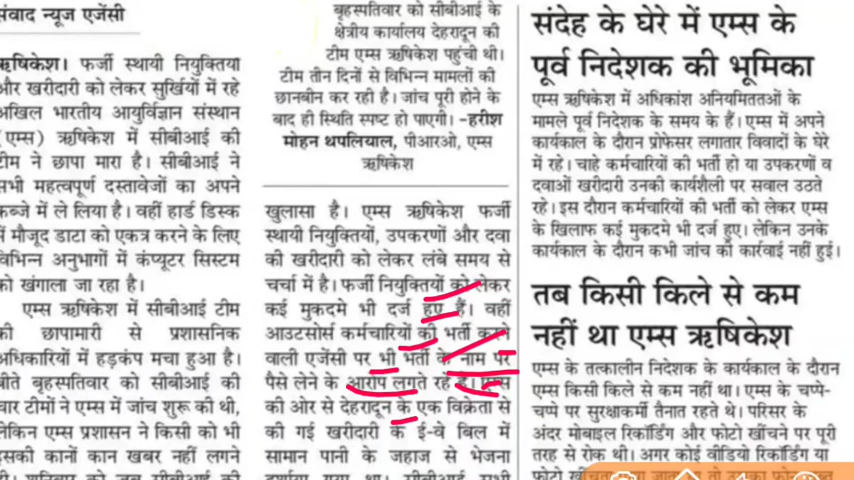 संवाद न्यूज एजेंसी
ऋषिकेश। फर्जी स्थायी नियुक्तिया
और खरीदारी को लेकर सुर्खियों में रहे
अखिल भारतीय आयुर्विज्ञान संस्थान
(एम्स) ऋषिकेश में सीबीआई की
टीम ने छापा मारा है। सीबीआई ने
सभी महत्वपूर्ण दस्तावेजों का अपने
कब्जे में ले लिया है। वहीं हार्ड डिस्क
में मौजूद डाटा को एकत्र करने के लिए
विभिन्न अनुभागों में कंप्यूटर सिस्टम
को खंगाला जा रहा है।
एम्स ऋषिकेश में सीबीआई टीम
की छापामारी से प्रशासनिक
अधिकारियों में हड़कंप मचा हुआ है।
बीते बृहस्पतिवार को सीबीआई की
चार टीमों ने एम्स में जांच शुरू की थी,
लेकिन एम्स प्रशासन ने किसी को भी
इसकी कानों कान खबर नहीं लगने
बृहस्पतिवार को सीबीआई के
क्षेत्रीय कार्यालय देहरादून की
टीम एम्स ऋषिकेश पहुंची थी।
टीम तीन दिनों से विभिन्न मामलों की
छानबीन कर रही है। जांच पूरी होने के
बाद ही स्थिति स्पष्ट हो पाएगी। -हरीश
मोहन थपलियाल, पीआरओ, एम्स
ऋषिकेश
खुलासा है। एम्स ऋषिकेश फर्जी
स्थायी नियुक्तियों, उपकरणों और दवा
की खरीदारी को लेकर लंबे समय से
चर्चा में है। फर्जी नियुक्तियों को लेकर
कई मुकदमे भी दर्ज हुए हैं। वहीं
आउटसोर्स कर्मचारियों की भर्ती करने
वाली एजेंसी पर भी भर्ती के नाम पर
पैसे लेने के आरोप लगते रहे हैं। एम्स
की ओर से देहरादून के एक विक्रेता से
की गई खरीदारी के ई-वे बिल में
सामान पानी के जहाज से भेजना
दर्शाया गया था। सीबीआई सभी
संदेह के घेरे में एम्स के
पूर्व निदेशक की भूमिका
एम्स ऋषिकेश में अधिकांश अनियमितताओं के
मामले पूर्व निदेशक के समय के हैं। एम्स में अपने
कार्यकाल के दौरान प्रोफेसर लगातार विवादों के घेरे
में रहे। चाहे कर्मचारियों की भर्ती हो या उपकरणों व
दवाओं खरीदारी उनकी कार्यशैली पर सवाल उठते
रहे। इस दौरान कर्मचारियों की भर्ती को लेकर एम्स
के खिलाफ कई मुकदमे भी दर्ज हुए। लेकिन उनके
कार्यकाल के दौरान कभी जांच की कार्रवाई नहीं हुई।
तब किसी किले से कम
नहीं था एम्स ऋषिकेश
एम्स के तत्कालीन निदेशक के कार्यकाल के दौरान
एम्स किसी किले से कम नहीं था। एम्स के चप्पे-
चप्पे पर सुरक्षाकर्मी तैनात रहते थे। परिसर के
अंदर मोबाइल रिकॉर्डिंग और फोटो खींचने पर पूरी
तरह से रोक थी। अगर कोई वीडियो रिकॉर्डिंग या
फोटो